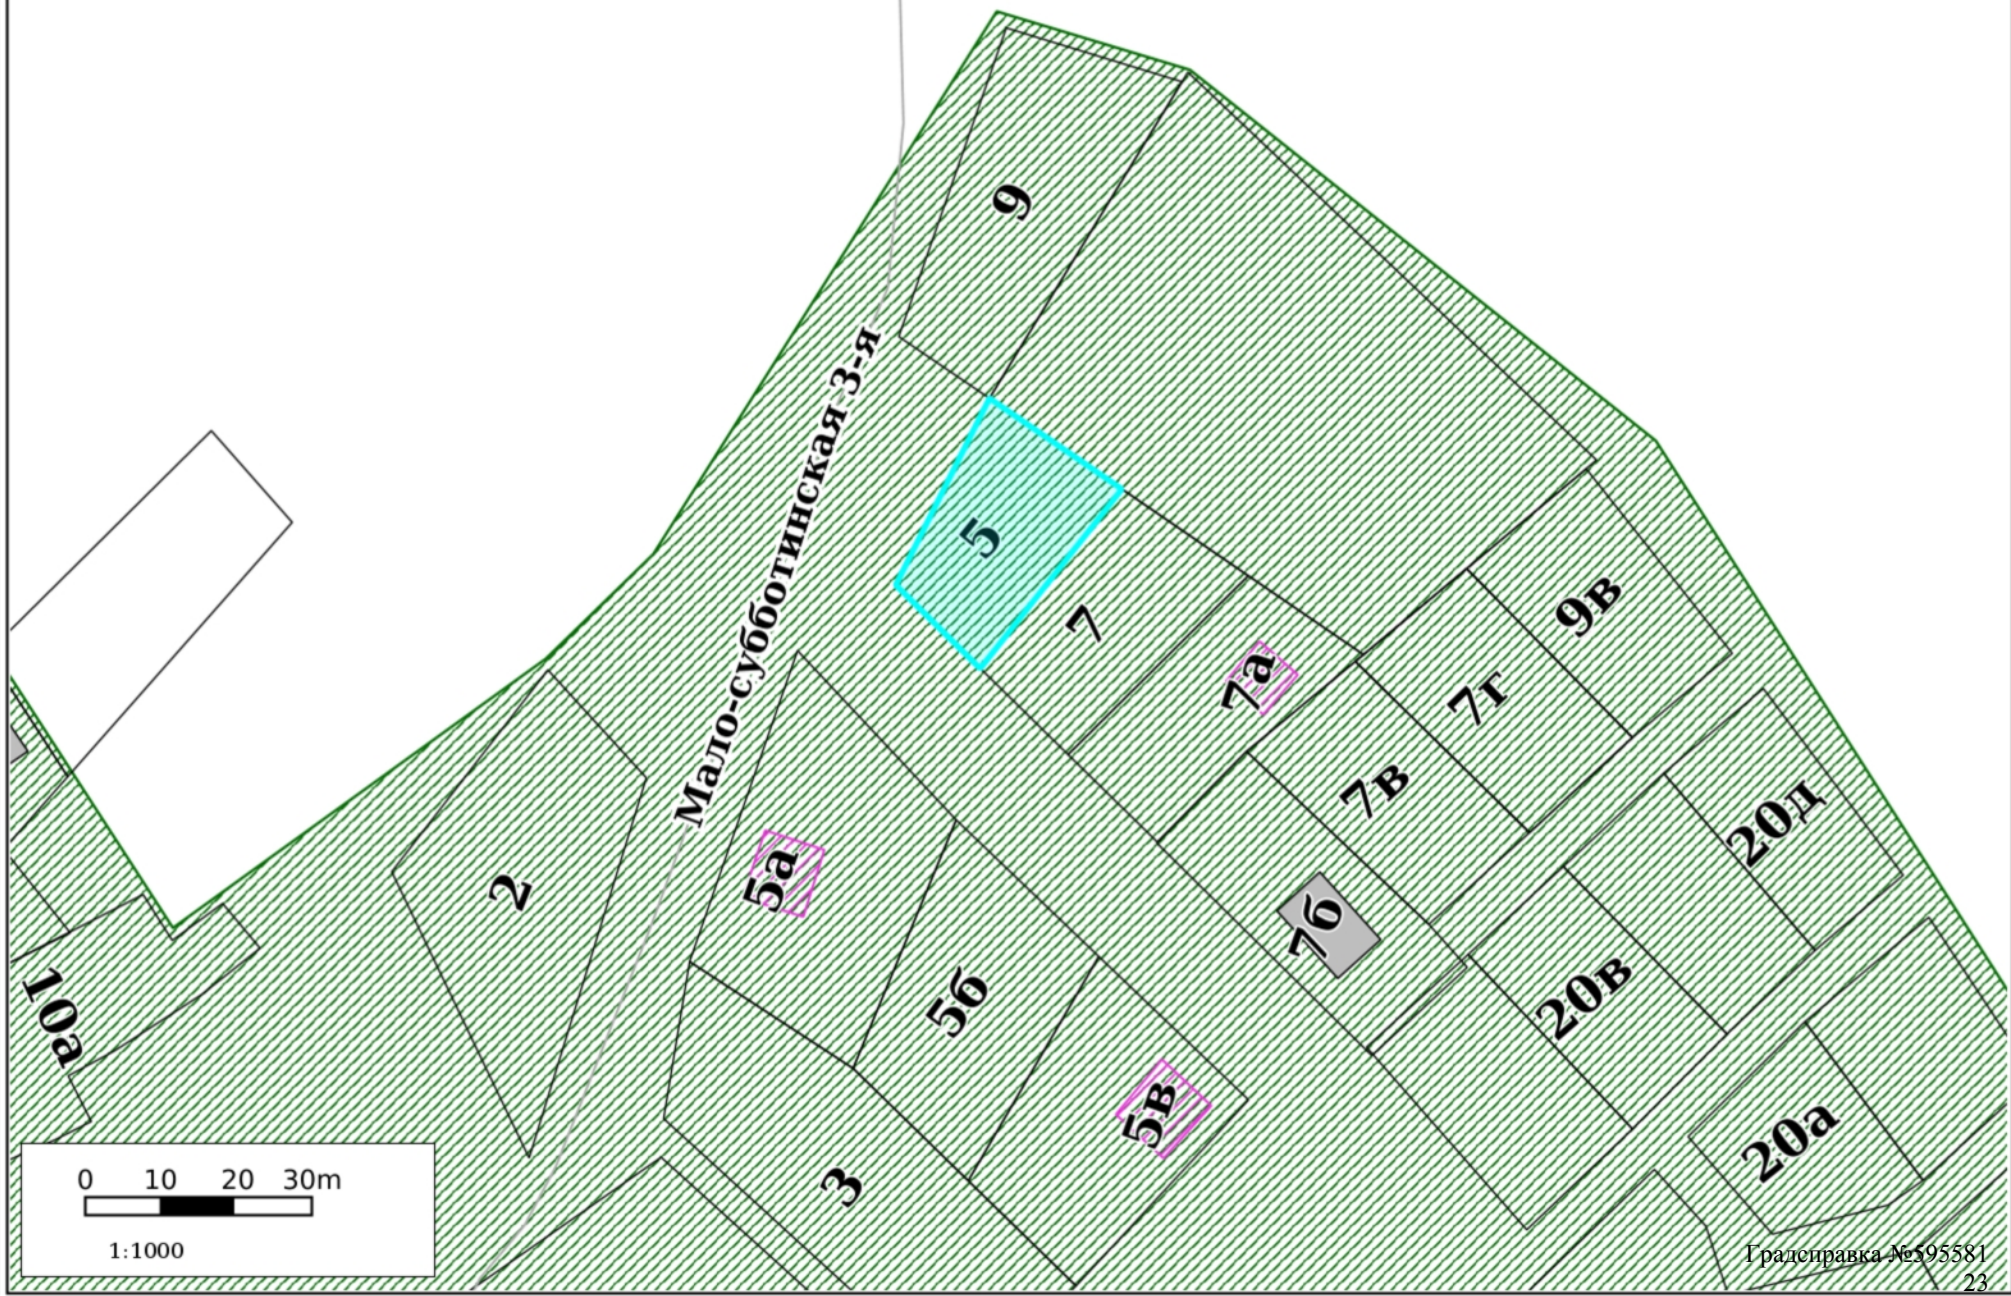 9
Мало-субботинская 3-я
5
7
9в
7а
7г
7в
20д
2
5а
7б
20в
5б
10а
5в
20а
3
0 10 20 30m
1:1000
Градсправка №595581
23